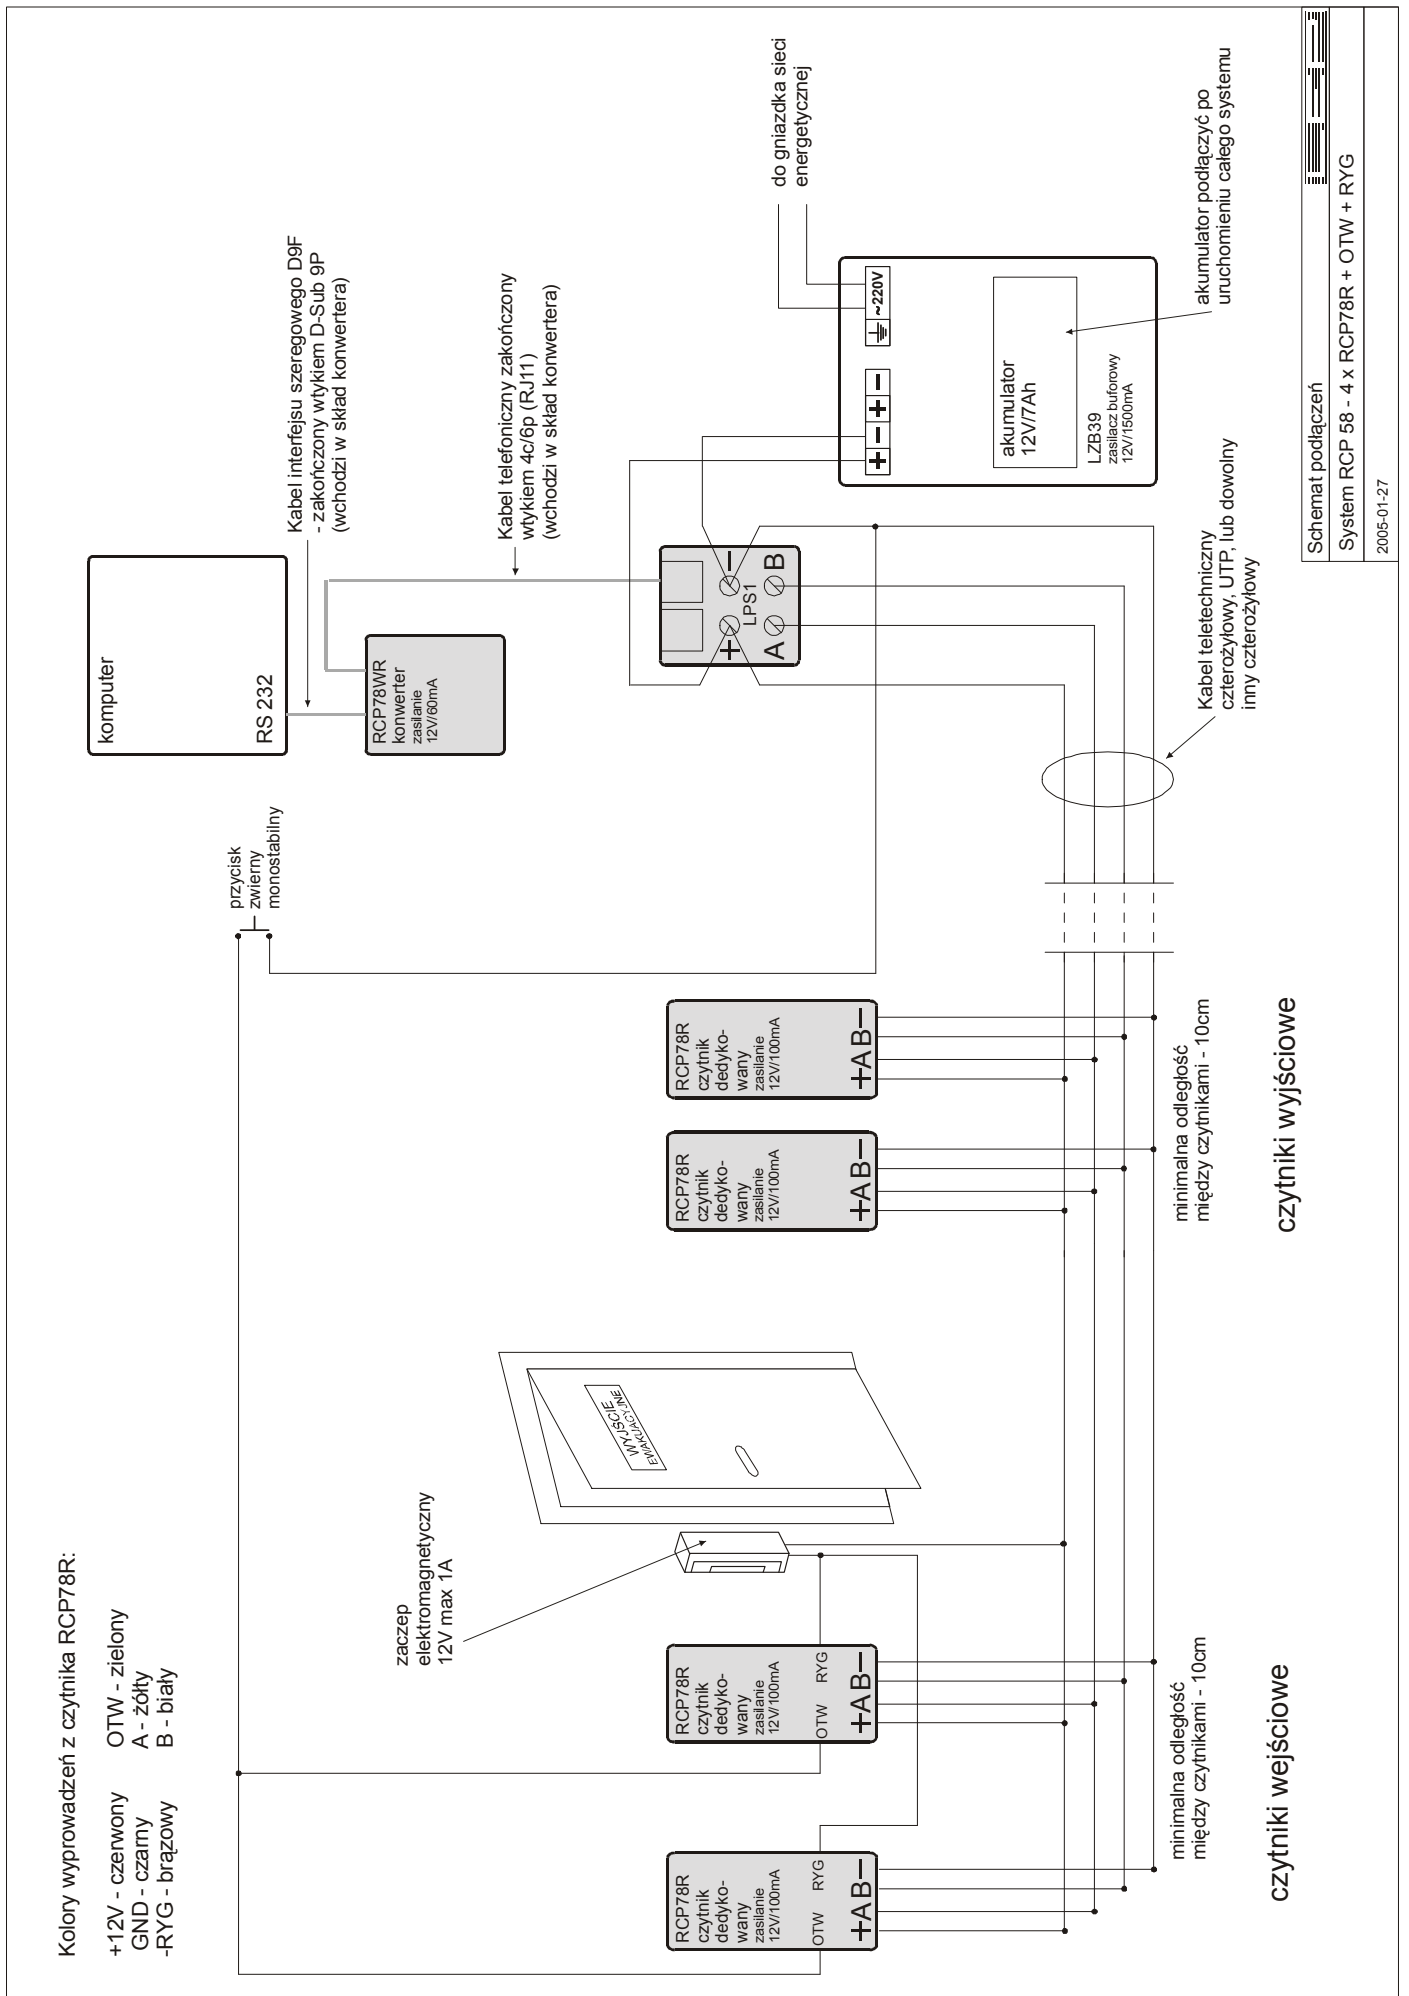 Kolory wyprowadzeń z czytnika RCP78R:
+12V - czerwony
GND - czarny
-RYG - brązowy
OTW - zielony
A - żółty
B - biały
przycisk
zwierny
monostabilny
komputer
RS 232
Kabel interfejsu szeregowego D9F
- zakończony wtykiem D-Sub 9P
(wchodzi w skład konwertera)
RCP78WR
konwerter
zasilanie
12V/60mA
Kabel telefoniczny zakończony
wtykiem 4c/6p (RJ11)
(wchodzi w skład konwertera)
do gniazdka sieci
energetycznej
+ -
LPS1
A B
+ - + -
~220V
akumulator
12V/7Ah
LZB39
zasilacz buforowy
12V/1500mA
akumulator podłączyć po
uruchomieniu całego systemu
zaczep
elektromagnetyczny
12V max 1A
WYJŚCIE
EWAKUACYJNE
RCP78R
czytnik
dedyko-
wany
zasilanie
12V/100mA
OTW RYG
+AB-
RCP78R
czytnik
dedyko-
wany
zasilanie
12V/100mA
OTW RYG
+AB-
RCP78R
czytnik
dedyko-
wany
zasilanie
12V/100mA
+AB-
RCP78R
czytnik
dedyko-
wany
zasilanie
12V/100mA
+AB-
Kabel teletechniczny
czterożyłowy, UTP, lub dowolny
inny czterożyłowy
minimalna odległość
między czytnikami - 10cm
minimalna odległość
między czytnikami - 10cm
czytniki wejściowe
czytniki wyjściowe
Schemat podłączeń
System RCP 58 - 4 x RCP78R + OTW + RYG
2005-01-27